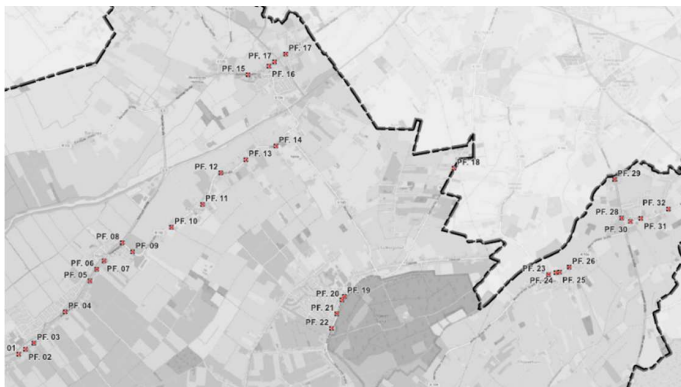 PF. 17
PF. 17
PF. 15
PF. 16
PF. 14
PF. 13
PF. 12
PF. 18
PF. 29
PF. 11
PF. 32
PF. 28
PF. 31
PF. 30
PF. 10
PF. 08
PF. 09
PF. 06
PF. 07
PF. 05
PF. 26
PF. 23
PF. 25
PF. 24
PF. 19
PF. 20
PF. 21
PF. 22
PF. 04
PF. 03
01
PF. 02